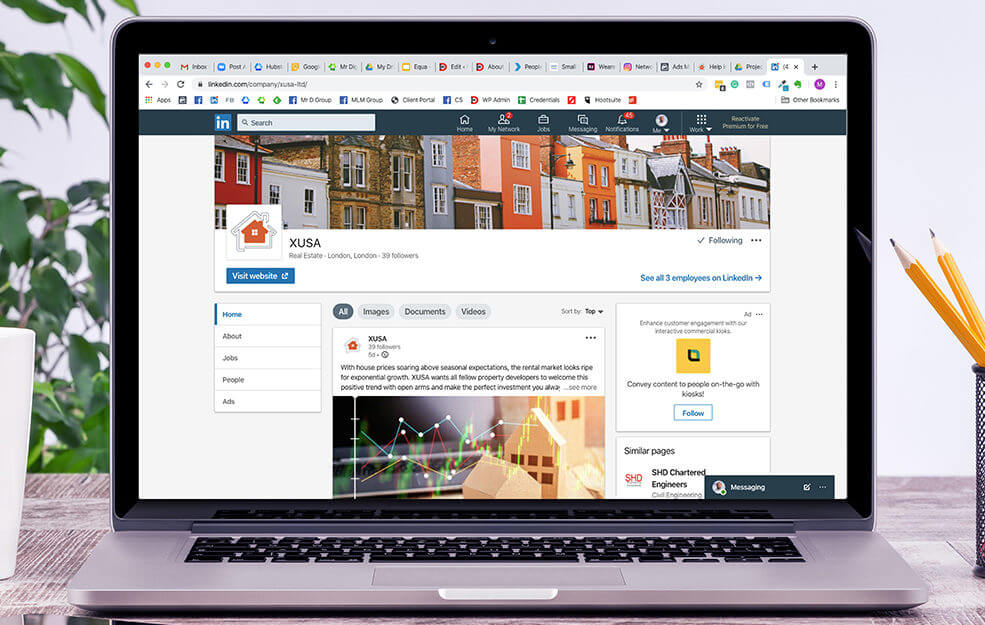 Inbox
Post A
Hubst
Googl
Mr Dig
My D
Equa
Edit ‹
About
People
Small
Wear
Netwo
Ads M
Help
Projec
(4
linkedin.com/company/xusa-ltd/
M
Apps
FB
Mr D Group
MLM Group
Client Portal
CS
WP Admin
Credentials
Hootsuite
Other Bookmarks
in
Search
Home
2
My Network
Jobs
Messaging
45
Notifications
Me
Work
Reactivate
Premium for Free
XUSA
Real Estate · London, London · 39 followers
Following
Visit website
See all 3 employees on LinkedIn →
Home
About
Jobs
People
Ads
All
Images
Documents
Videos
Sort by: Top
XUSA
39 followers
5d •
With house prices soaring above seasonal expectations, the rental market looks ripe
for exponential growth. XUSA wants all fellow property developers to welcome this
positive trend with open arms and make the perfect investment you alway ...see more
Ad
Enhance customer engagement with our
interactive commercial kiosks.
Convey content to people on-the-go with
kiosks!
Follow
Similar pages
SHD
SHD Chartered
Engineers
Civil Engineering
Messaging